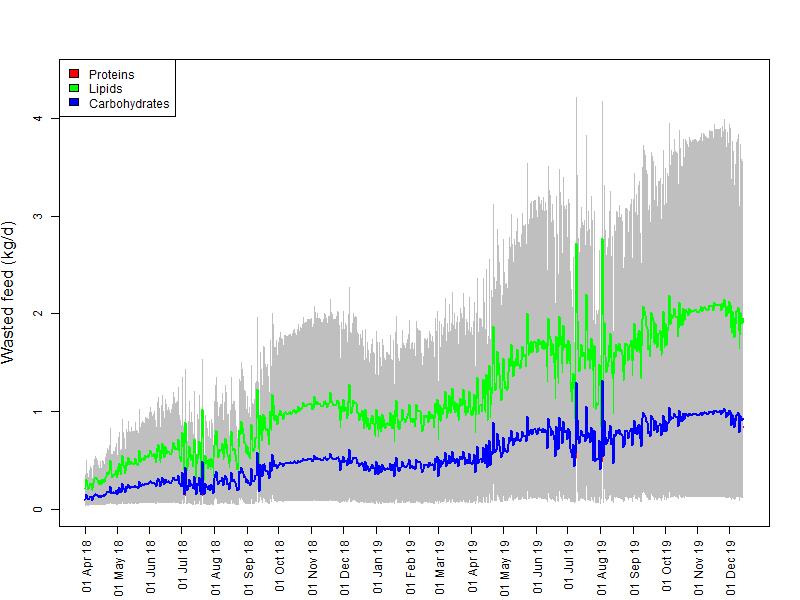 Proteins
Lipids
Carbohydrates
Wasted feed (kg/d)
4
3
2
1
0
01 Apr 18
01 May 18
01 Jun 18
01 Jul 18
01 Aug 18
01 Sep 18
01 Oct 18
01 Nov 18
01 Dec 18
01 Jan 19
01 Feb 19
01 Mar 19
01 Apr 19
01 May 19
01 Jun 19
01 Jul 19
01 Aug 19
01 Sep 19
01 Oct 19
01 Nov 19
01 Dec 19